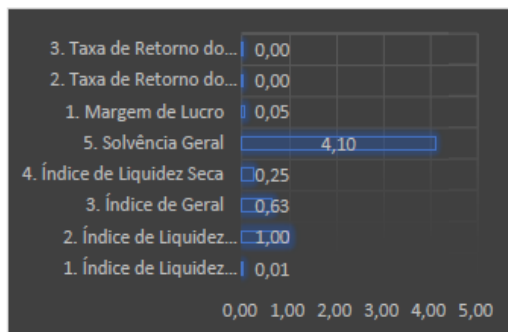 3. Taxa de Retorno do... 0,00
2. Taxa de Retorno do... 0,00
1. Margem de Lucro 0,05
5. Solvência Geral 4,10
4. Índice de Liquidez Seca 0,25
3. Índice de Geral 0,63
2. Índice de Liquidez... 1,00
1. Índice de Liquidez... 0,01
0,00 1,00 2,00 3,00 4,00 5,00